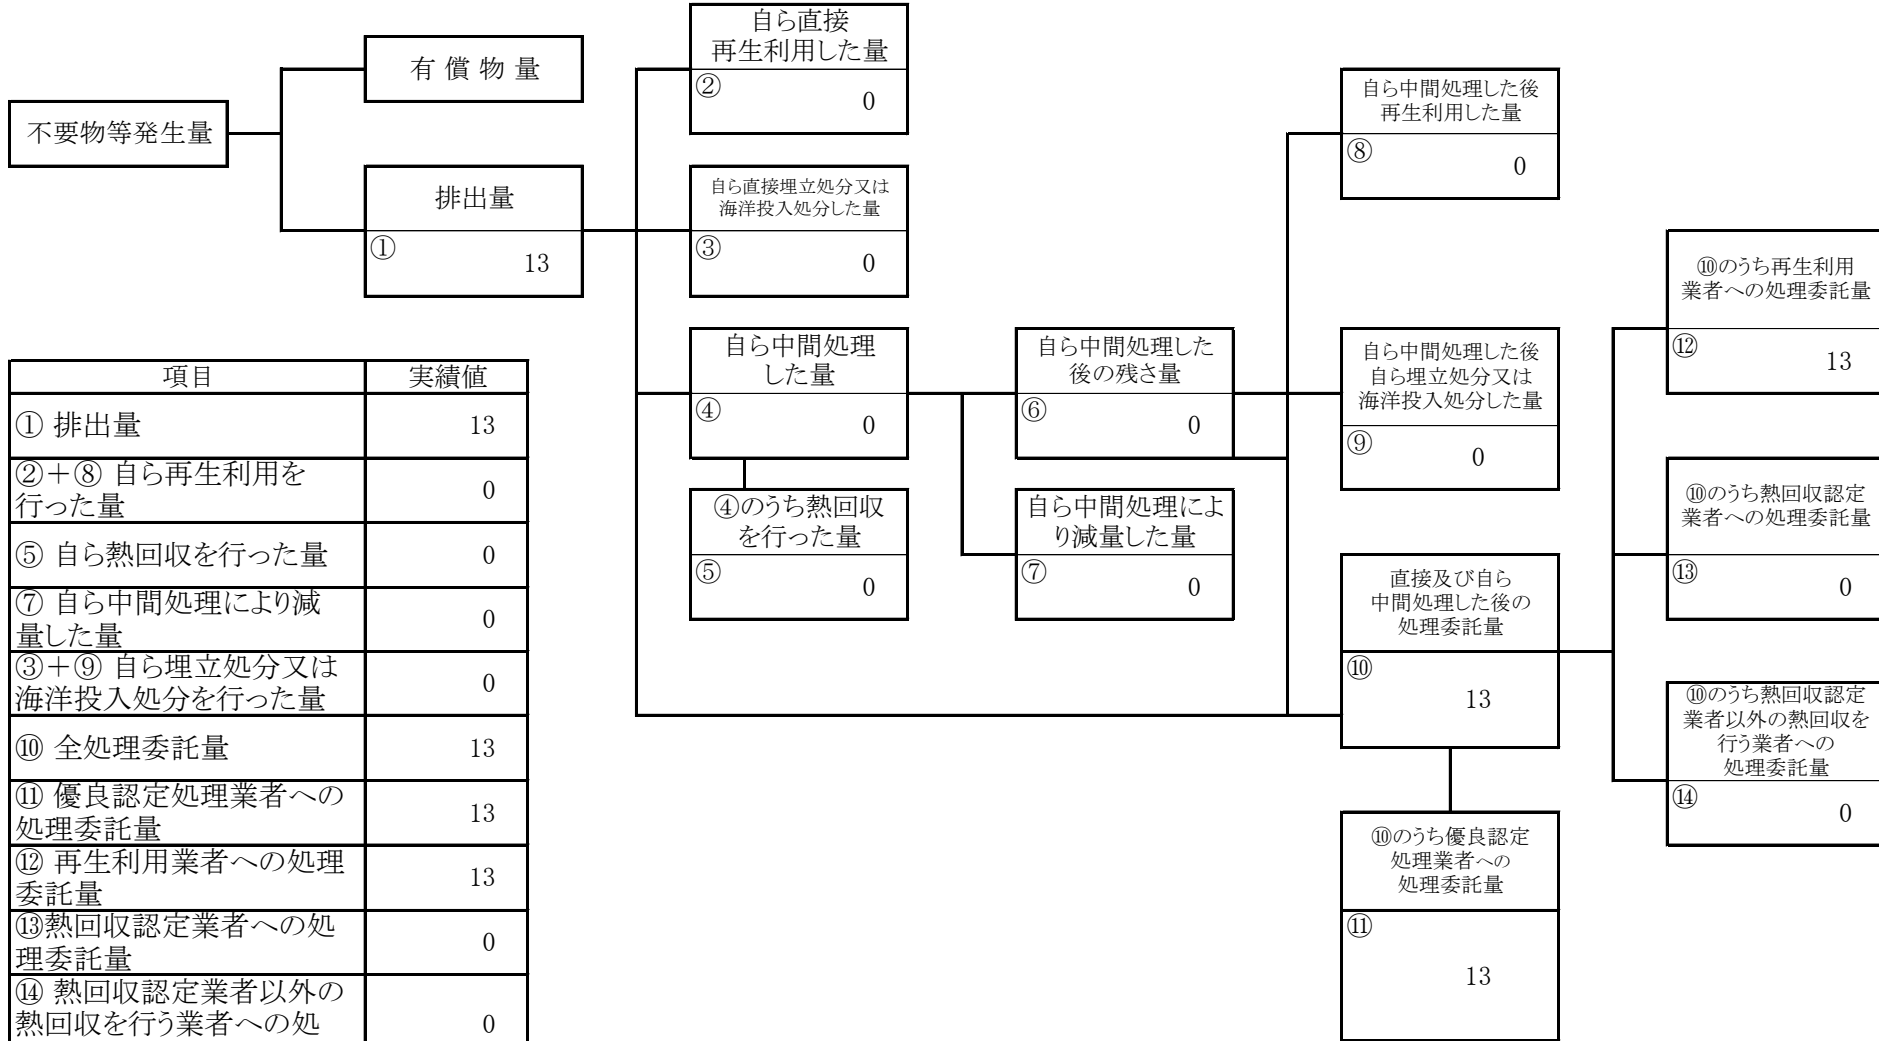 不要物等発生量
有 償 物 量
排出量
①
13
自ら直接
再生利用した量
②
0
自ら直接埋立処分又は
海洋投入処分した量
③
0
自ら中間処理
した量
④
0
④のうち熱回収
を行った量
⑤
0
自ら中間処理した
後の残さ量
⑥
0
自ら中間処理によ
り減量した量
⑦
0
自ら中間処理した後
再生利用した量
⑧
0
自ら中間処理した後
自ら埋立処分又は
海洋投入処分した量
⑨
0
直接及び自ら
中間処理した後の
処理委託量
⑩
13
⑩のうち優良認定
処理業者への
処理委託量
⑪
13
⑩のうち再生利用
業者への処理委託量
⑫
13
⑩のうち熱回収認定
業者への処理委託量
⑬
0
⑩のうち熱回収認定
業者以外の熱回収を
行う業者への
処理委託量
⑭
0
項目 実績値
① 排出量 13
②＋⑧ 自ら再生利用を
行った量 0
⑤ 自ら熱回収を行った量 0
⑦ 自ら中間処理により減
量した量 0
③＋⑨ 自ら埋立処分又は
海洋投入処分を行った量 0
⑩ 全処理委託量 13
⑪ 優良認定処理業者への
処理委託量 13
⑫ 再生利用業者への処理
委託量 13
⑬熱回収認定業者への処
理委託量 0
⑭ 熱回収認定業者以外の
熱回収を行う業者への処 0